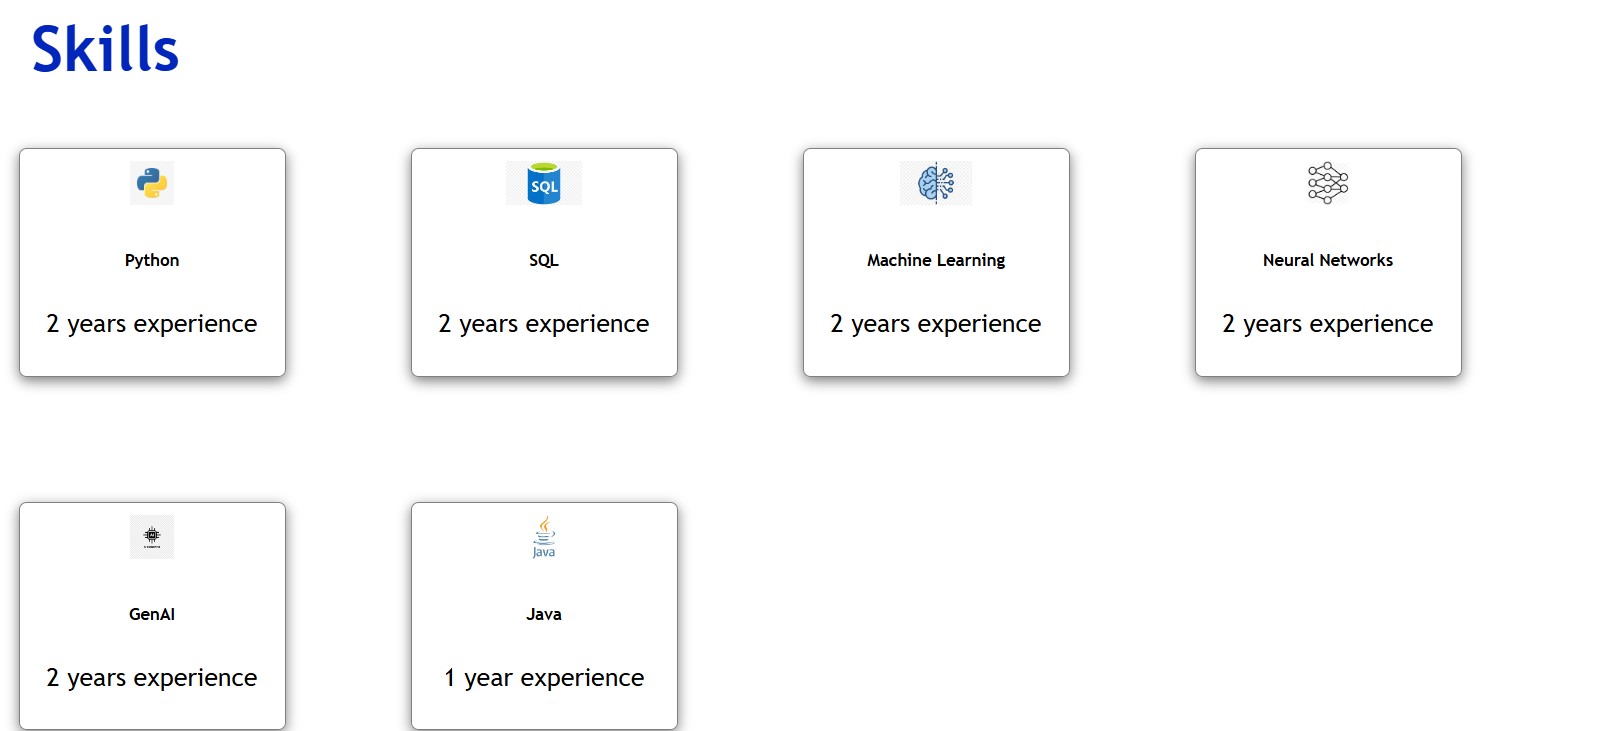 Skills
SQL
Python
SQL
Machine Learning
Neural Networks
2 years experience
2 years experience
2 years experience
2 years experience
AI
Java
GenAI
Java
2 years experience
1 year experience